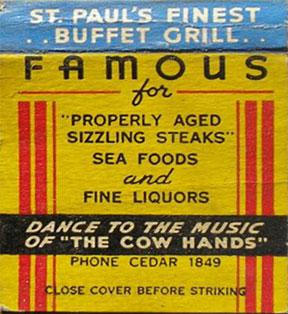 ST. PAUL'S FINEST
..BUFFET GRILL..
FAMOUS
for
"PROPERLY AGED
SIZZLING STEAKS"
SEA FOODS
and
FINE LIQUORS
DANCE TO THE MUSIC
OF "THE COW HANDS"
PHONE CEDAR 1849
CLOSE COVER BEFORE STRIKING